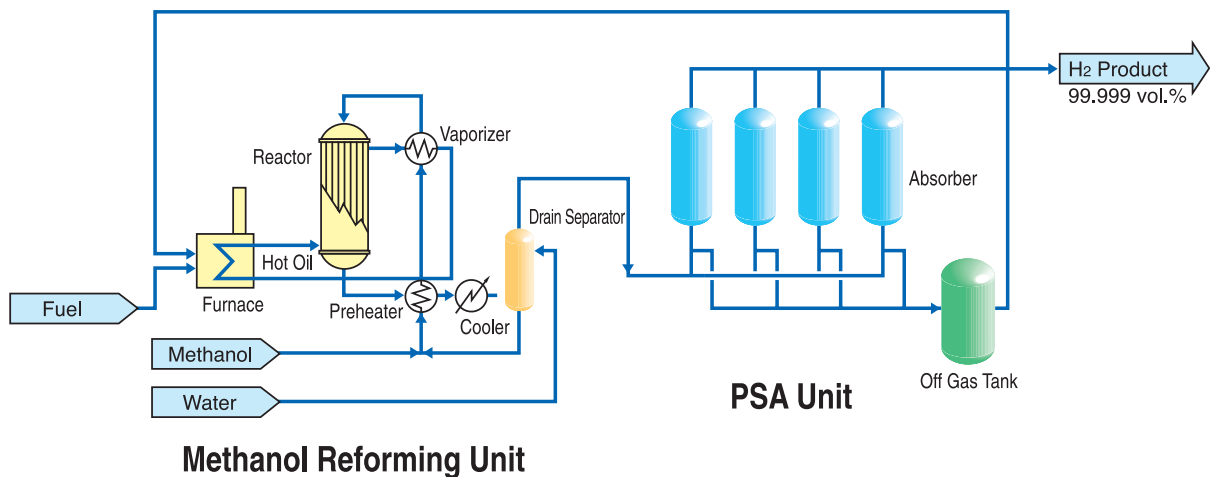 H2 Product
99.999 vol.%
Vaporizer
Reactor
Absorber
Drain Separator
Hot Oil
Furnace
Fuel
Preheater
Cooler
Methanol
Off Gas Tank
Water
PSA Unit
Methanol Reforming Unit